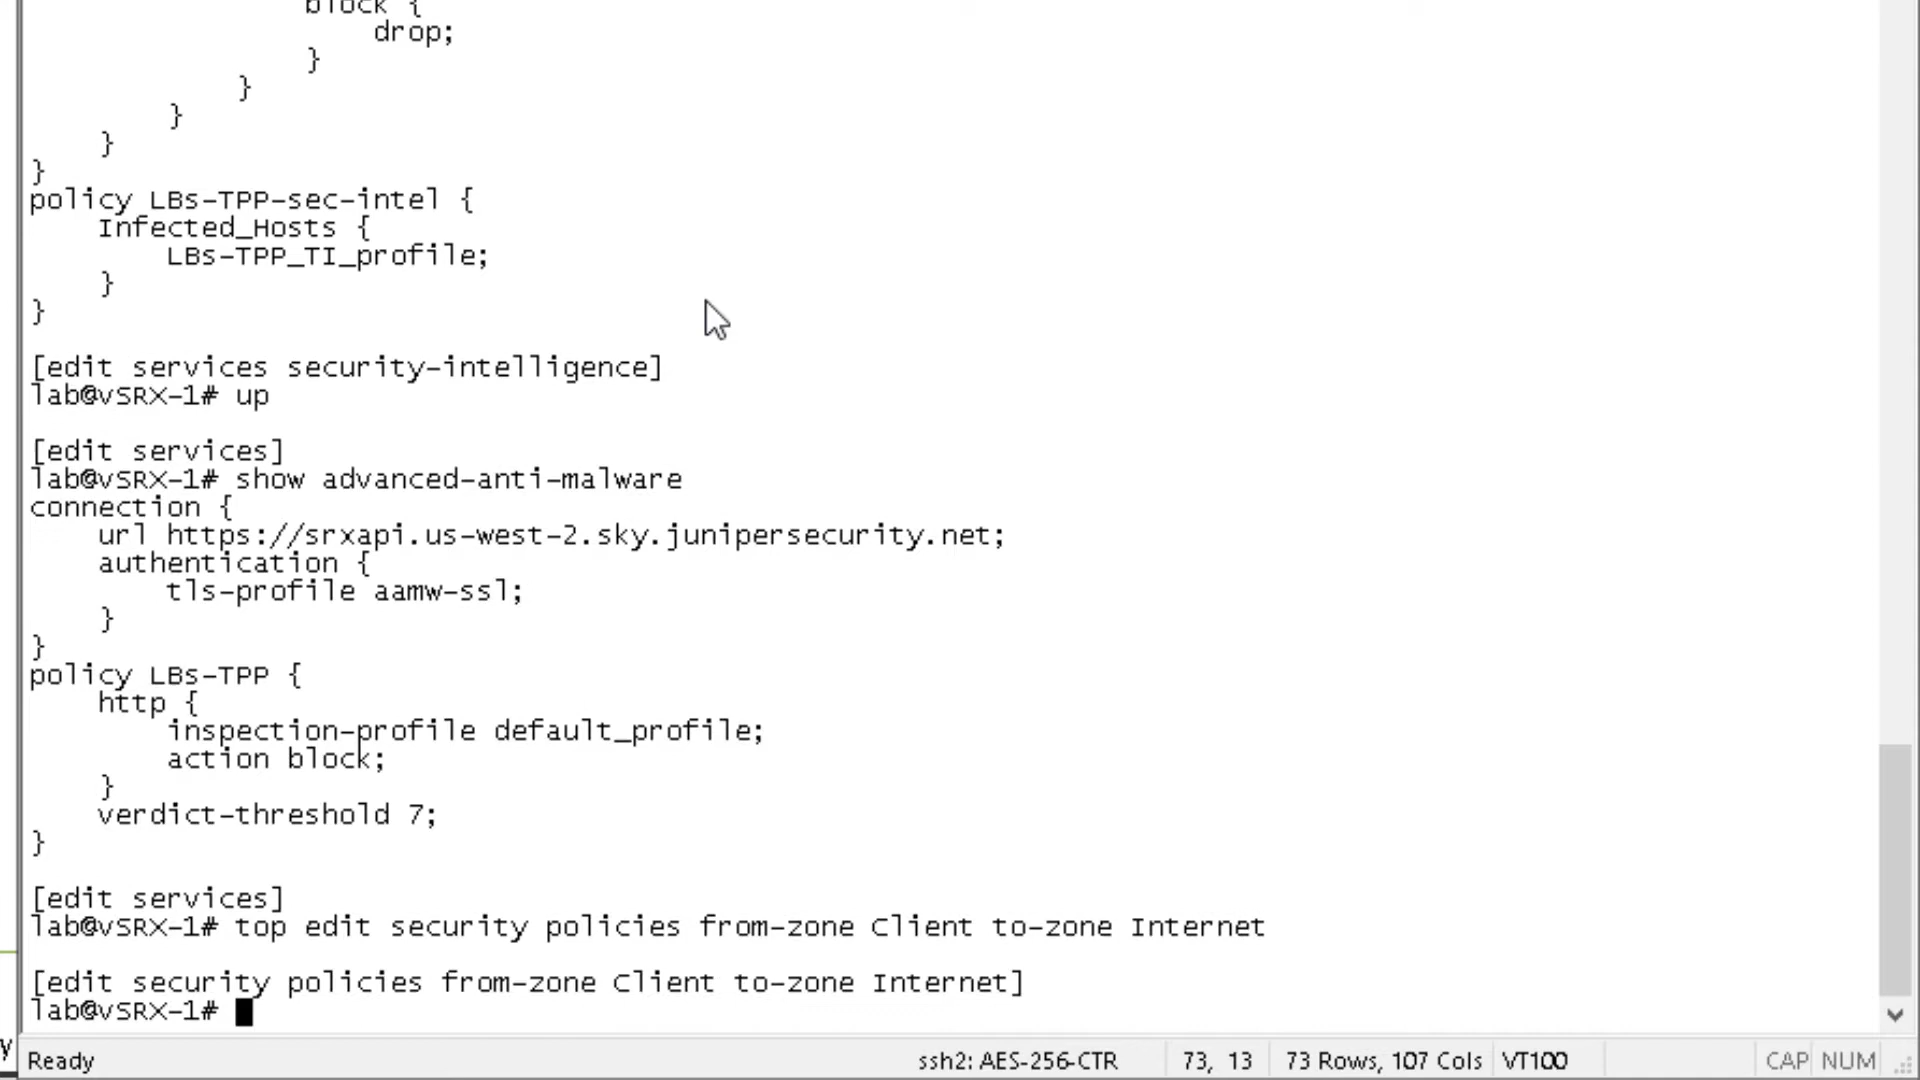 block {
drop;
}
}
}
}
}
policy LBs-TPP-sec-intel {
Infected_Hosts {
LBs-TPP_TI_profile;
}
}
[edit services security-intelligence]
lab@vSRX-1# up
[edit services]
lab@vSRX-1# show advanced-anti-malware
connection {
url https://srxapi.us-west-2.sky.junipersecurity.net;
authentication {
tls-profile aamw-ssl;
}
}
policy LBs-TPP {
http {
inspection-profile default_profile;
action block;
}
verdict-threshold 7;
}
[edit services]
lab@vSRX-1# top edit security policies from-zone Client to-zone Internet
[edit security policies from-zone Client to-zone Internet]
lab@vSRX-1#
y
Ready ssh2: AES-256-CTR 73, 13 73 Rows, 107 Cols VT100 CAP NUM